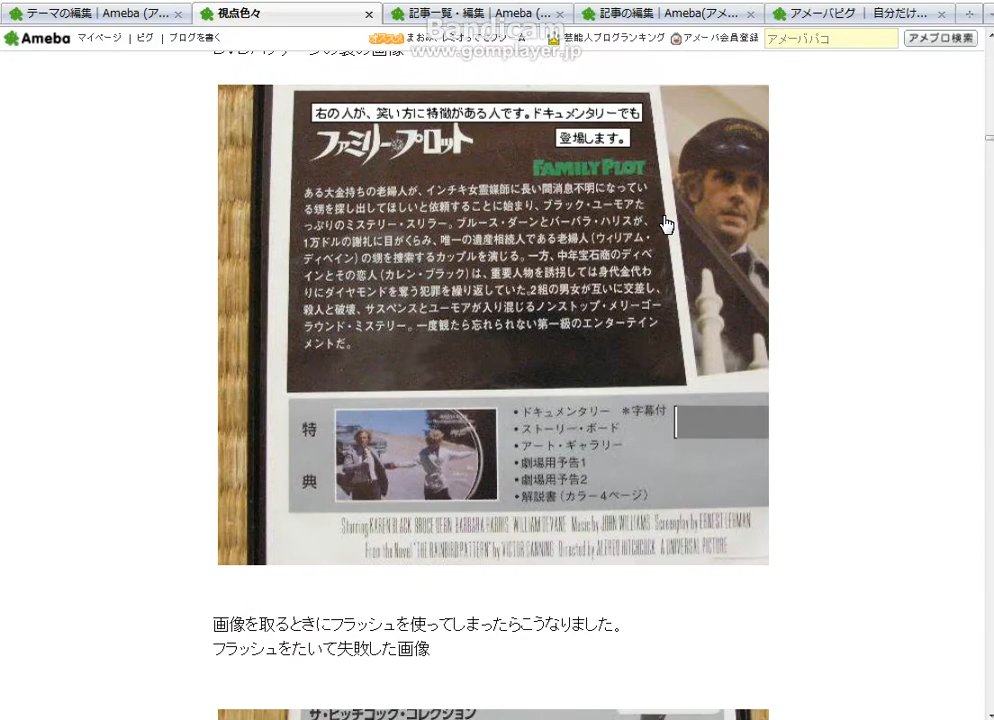 テーマの編集 | Ameba (ア...
視点色々
記事一覧・編集 | Ameba (...
記事の編集 | Ameba(アメ...
アメーバピグ │ 自分だけ...
Ameba
マイページ | ピグ | ブログを書く
芸能人ブログランキング
アメーバ会員登録
アメーバパコ
アメブロ検索
Bandicam
www.gomplayer.jp
右の人が、笑い方に特徴がある人です。ドキュメンタリーでも
登場します。
ファミリー・プロット
FAMILY PLOT
ある大金持ちの老婦人が、インチキ女霊媒師に長い間消息不明になってい
る甥を探し出してほしいと依頼することに始まり、ブラック・ユーモアた
っぷりのミステリー・スリラー。ブルース・ダーンとバーバラ・ハリスが、
1万ドルの謝礼に目がくらみ、唯一の遺産相続人である老婦人(ウィリアム・
ディベイン)の甥を捜索するカップルを演じる。一方、中年宝石商のディベ
インとその恋人(カレン・ブラック)は、重要人物を誘拐しては身代金代わ
りにダイヤモンドを奪う犯罪を繰り返していた。2組の男女が互いに交差し、
殺人と破壊、サスペンスとユーモアが入り混じるノンストップ・メリーゴー
ラウンド・ミステリー。一度観たら忘れられない第一級のエンターテイン
メントだ。
特典
•ドキュメンタリー ＊字幕付
•ストーリー・ボード
•アート・ギャラリー
•劇場用予告1
•劇場用予告2
•解説書(カラー4ページ)
Starring KAREN BLACK BRUCE DERN BARBARA HARRIS WILLIAM DEVANE Music by JOHN WILLIAMS Screenplay by ERNEST LEHMAN
From the Novel "THE RAINBIRD PATTERN" by VICTOR CANNING Directed by ALFRED HITCHCOCK A UNIVERSAL PICTURE
画像を取るときにフラッシュを使ってしまったらこうなりました。
フラッシュをたいて失敗した画像
ザ・ヒッチコック・コレクション